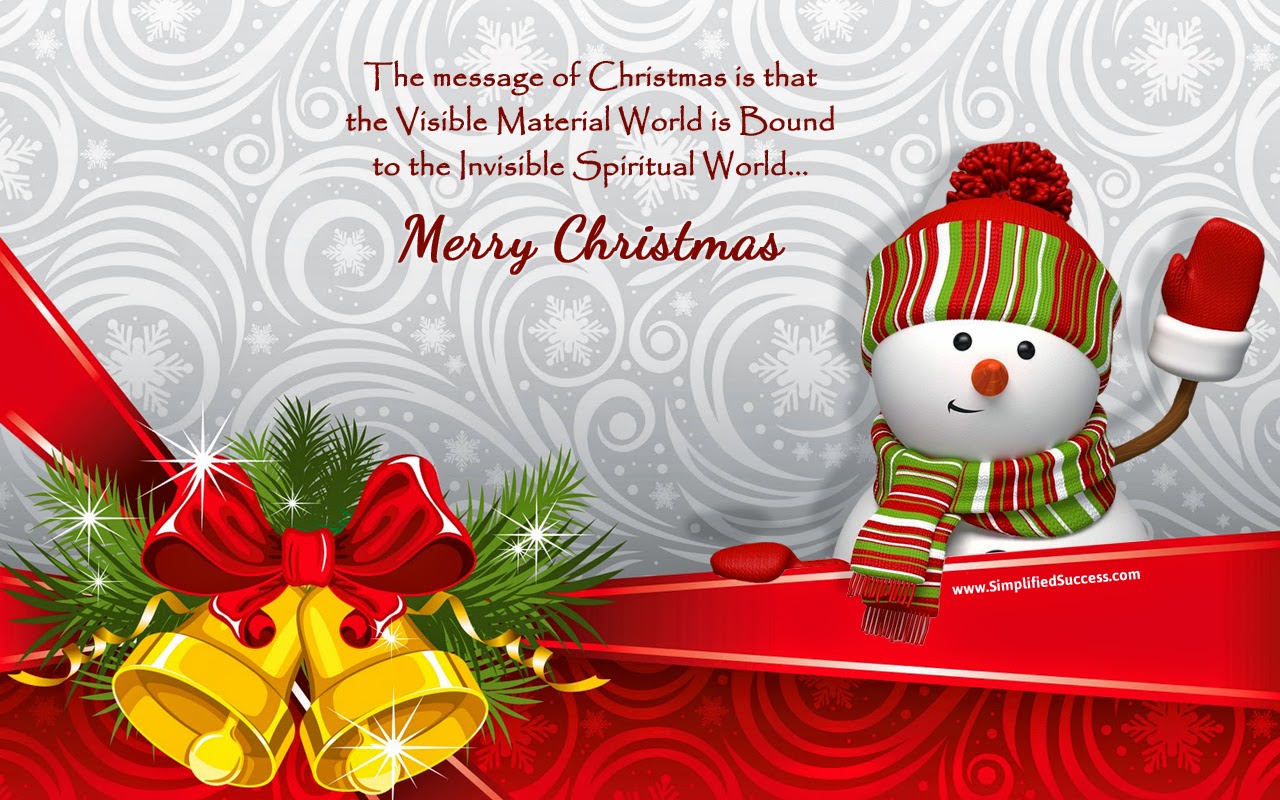 The message of Christmas is that
the Visible Material World is Bound
to the Invisible Spiritual World...
Merry Christmas
www.SimplifiedSuccess.com